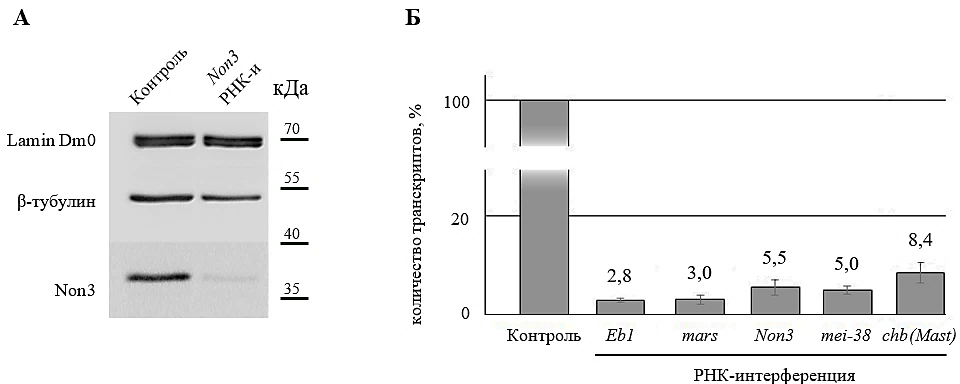 А
Контроль
Non3
РНК-и
кДа
Lamin Dm0
70
55
β-тубулин
40
Non3
35
Б
количество транскриптов, %
100
20
0
2,8
3,0
5,5
5,0
8,4
Контроль
Eb1
mars
Non3
mei-38
chb(Mast)
РНК-интерференция